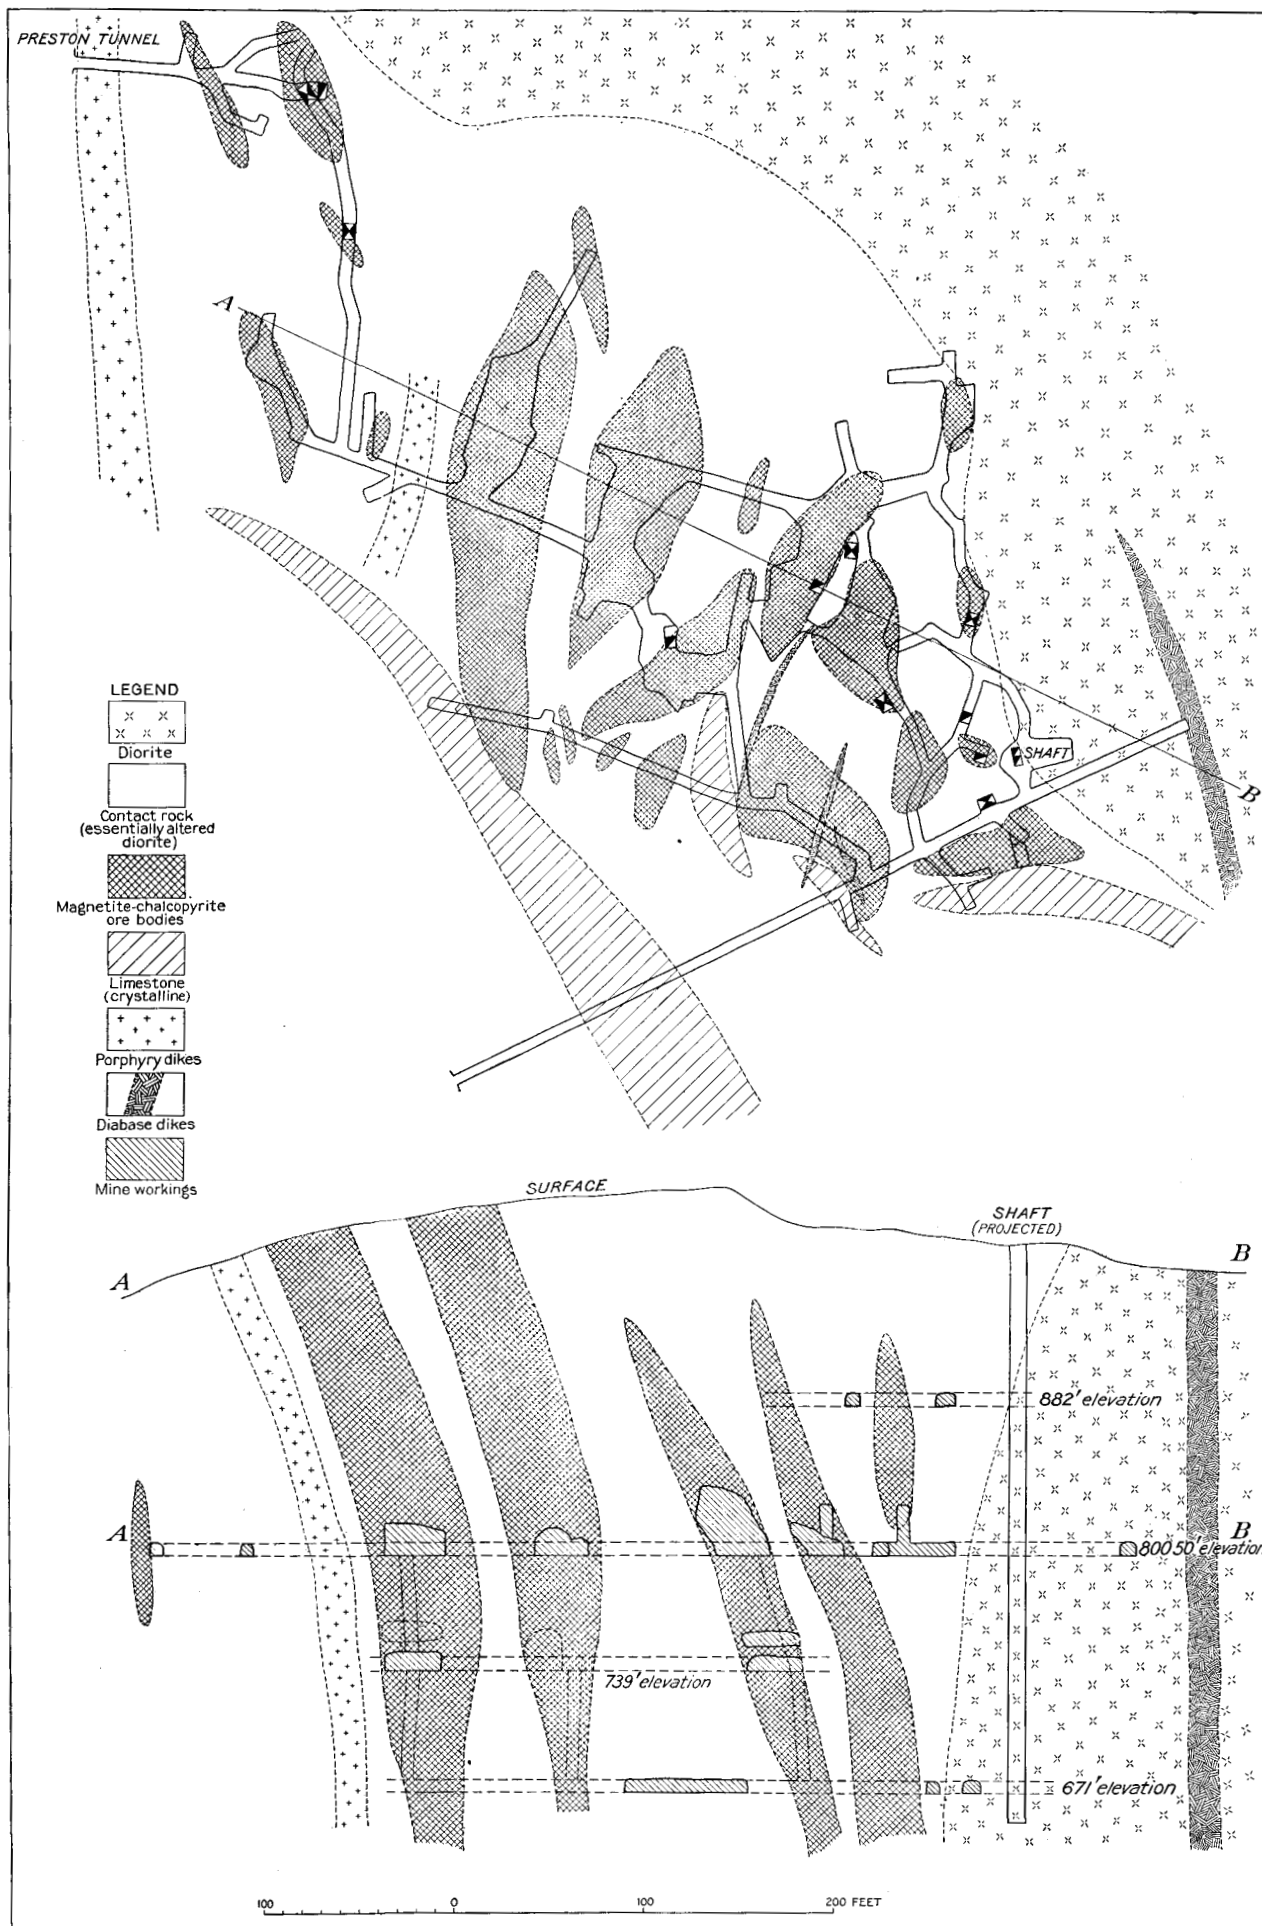 PRESTON TUNNEL
A
SHAFT
B
LEGEND
Diorite
Contact rock
(essentially altered
diorite)
Magnetite-chalcopyrite
ore bodies
Limestone
(crystalline)
Porphyry dikes
Diabase dikes
Mine workings
SURFACE
SHAFT
(PROJECTED)
A
B
882' elevation
A
B
800 50' elevation
739' elevation
671' elevation
100 0 100 200 FEET